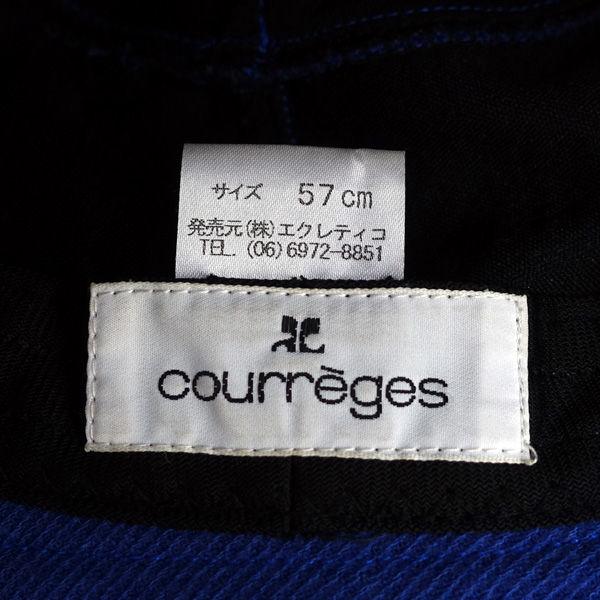 サイズ 57cm
発売元(株)エクレティコ
TEL. (06)6972-8851
courrèges